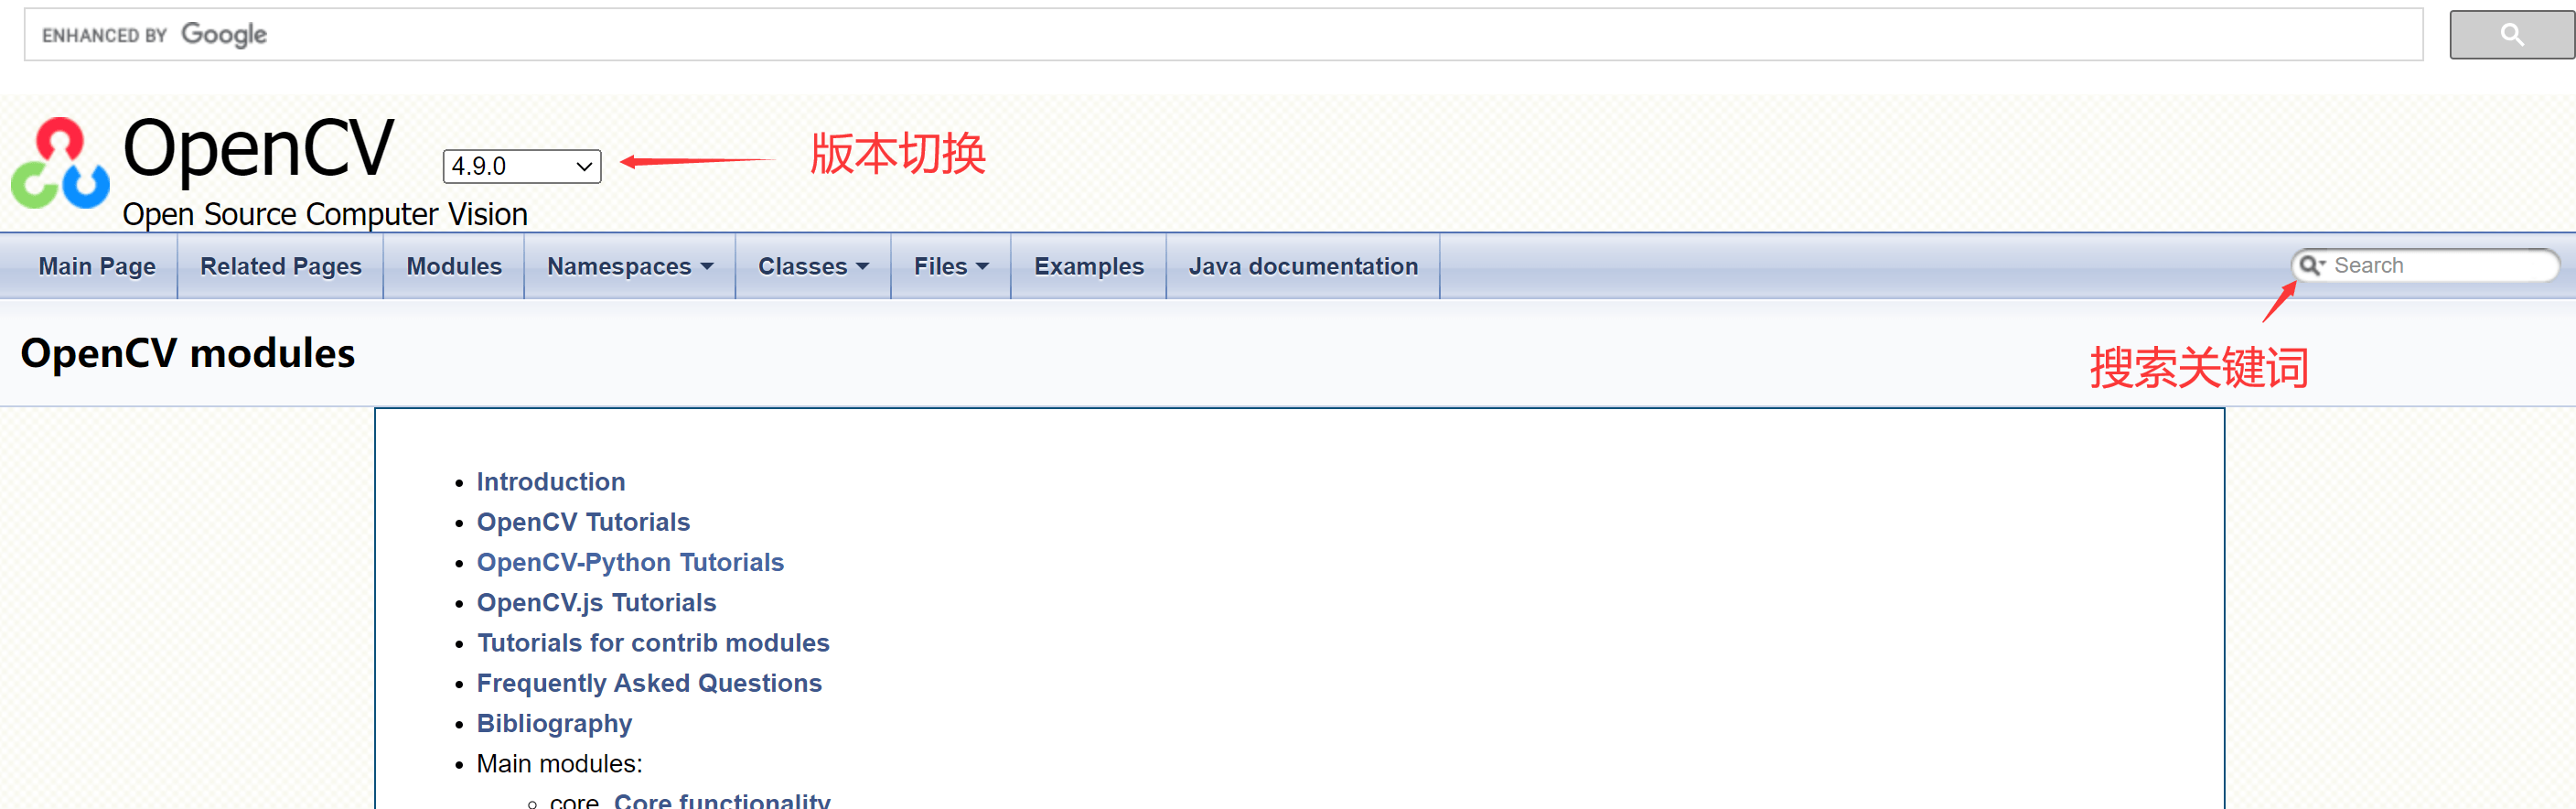 ENHANCED BY Google
OpenCV
4.9.0
版本切换
Open Source Computer Vision
Main Page
Related Pages
Modules
Namespaces
Classes
Files
Examples
Java documentation
Search
OpenCV modules
搜索关键词
Introduction
OpenCV Tutorials
OpenCV-Python Tutorials
OpenCV.js Tutorials
Tutorials for contrib modules
Frequently Asked Questions
Bibliography
Main modules:
core. Core functionality